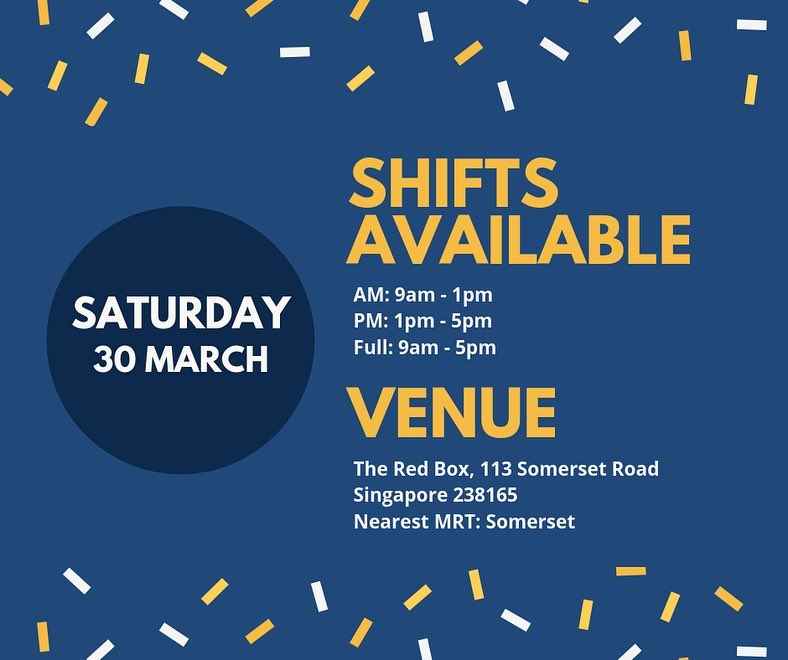 SATURDAY
30 MARCH
SHIFTS
AVAILABLE
AM: 9am - 1pm
PM: 1pm - 5pm
Full: 9am - 5pm
VENUE
The Red Box, 113 Somerset Road
Singapore 238165
Nearest MRT: Somerset